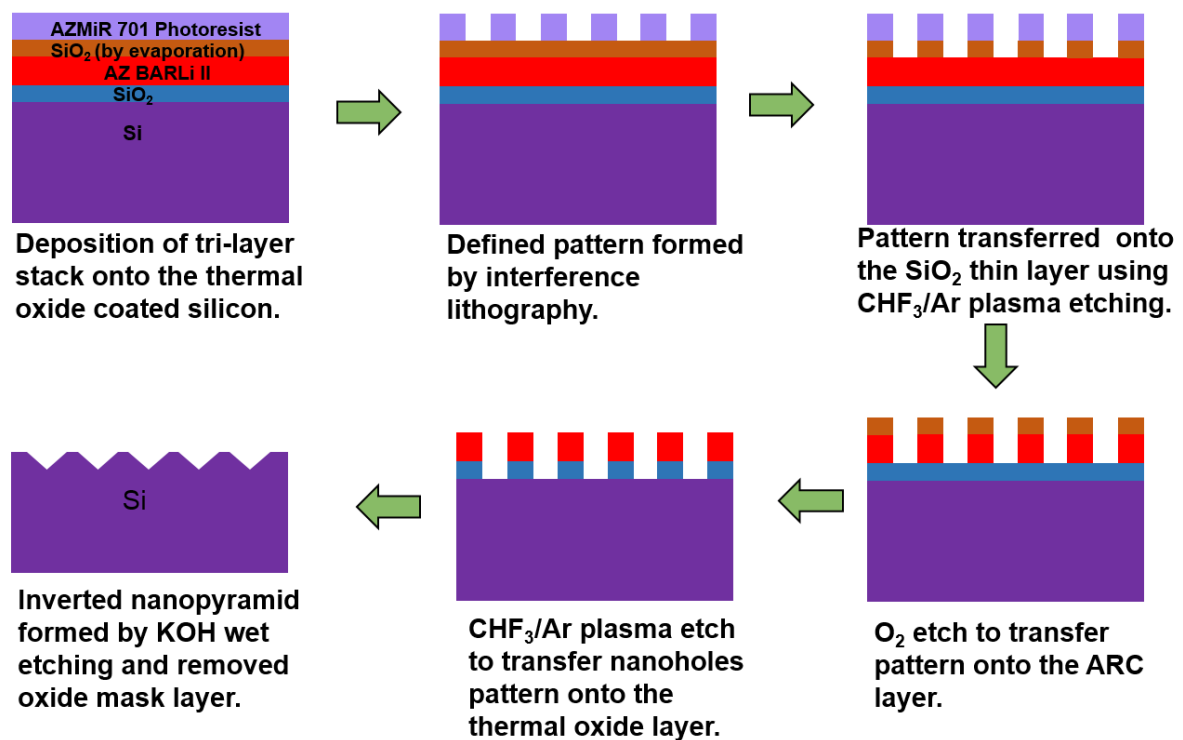 AZMiR 701 Photoresist
SiO₂ (by evaporation)
AZ BARLi II
SiO₂
Si
Deposition of tri-layer
stack onto the thermal
oxide coated silicon.
Defined pattern formed
by interference
lithography.
Pattern transferred onto
the SiO₂ thin layer using
CHF₃/Ar plasma etching.
O₂ etch to transfer
pattern onto the ARC
layer.
CHF₃/Ar plasma etch
to transfer nanoholes
pattern onto the
thermal oxide layer.
Si
Inverted nanopyramid
formed by KOH wet
etching and removed
oxide mask layer.